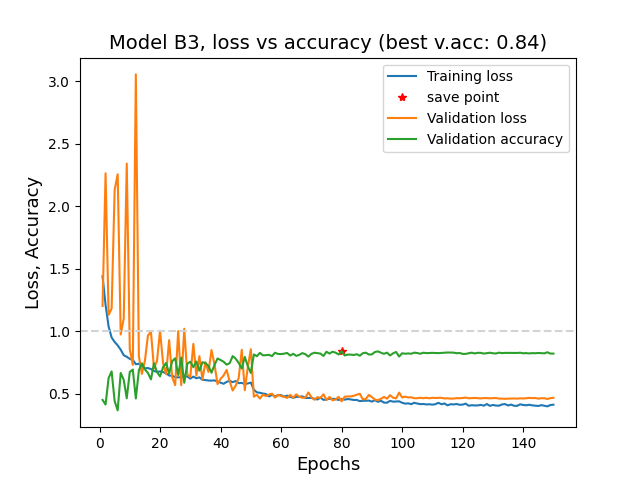 Model B3, loss vs accuracy (best v.acc: 0.84)
Training loss
save point
Validation loss
Validation accuracy
Loss, Accuracy
3.0
2.5
2.0
1.5
1.0
0.5
0 20 40 60 80 100 120 140
Epochs